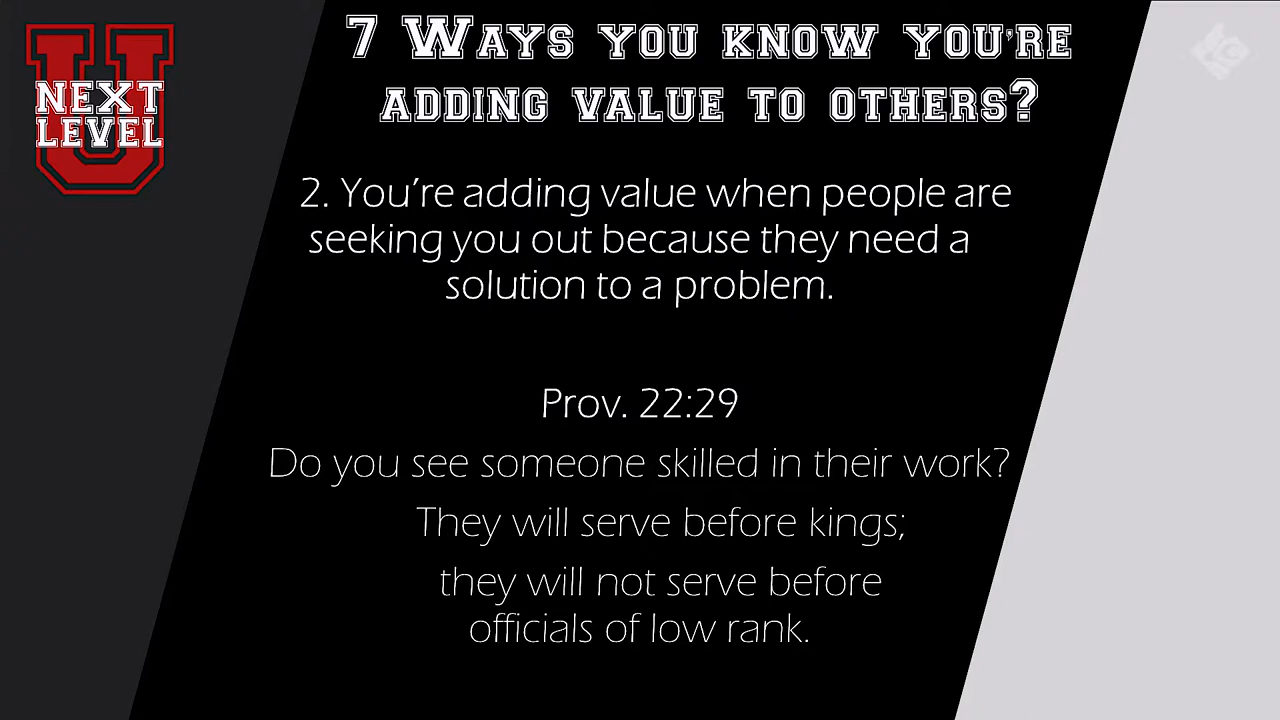 NEXT
LEVEL
U
7 Ways you know you're
adding value to others?
2. You’re adding value when people are
seeking you out because they need a
solution to a problem.
Prov. 22:29
Do you see someone skilled in their work?
They will serve before kings;
they will not serve before
officials of low rank.